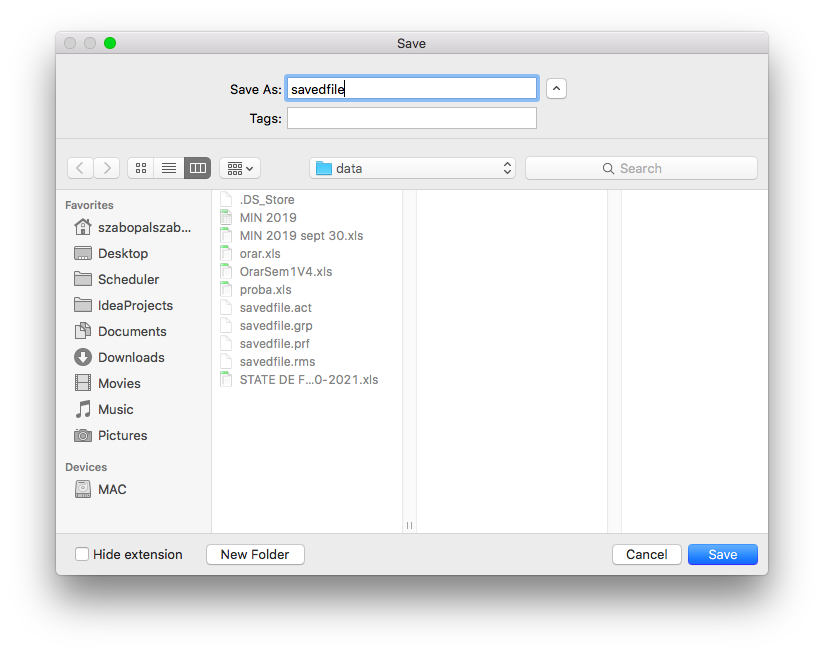 Save
Save As: savedfile
Tags:
data
Search
Favorites
szabopalszab...
Desktop
Scheduler
IdeaProjects
Documents
Downloads
Movies
Music
Pictures
Devices
MAC
.DS_Store
MIN 2019
MIN 2019 sept 30.xls
orar.xls
OrarSem1V4.xls
proba.xls
savedfile.act
savedfile.grp
savedfile.prf
savedfile.rms
STATE DE F...0-2021.xls
Hide extension
New Folder
Cancel
Save